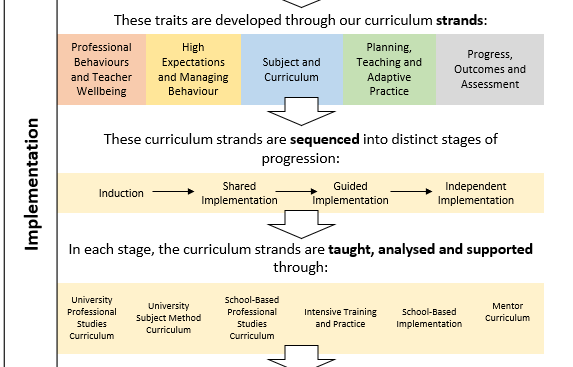 These traits are developed through our curriculum strands:
Professional
Behaviours
and Teacher
Wellbeing
High
Expectations
and Managing
Behaviour
Subject and
Curriculum
Planning,
Teaching and
Adaptive
Practice
Progress,
Outcomes and
Assessment
Implementation
These curriculum strands are sequenced into distinct stages of
progression:
Induction
Shared
Implementation
Guided
Implementation
Independent
Implementation
In each stage, the curriculum strands are taught, analysed and supported
through:
University
Professional
Studies
Curriculum
University
Subject Method
Curriculum
School-Based
Professional
Studies
Curriculum
Intensive Training
and Practice
School-Based
Implementation
Mentor
Curriculum